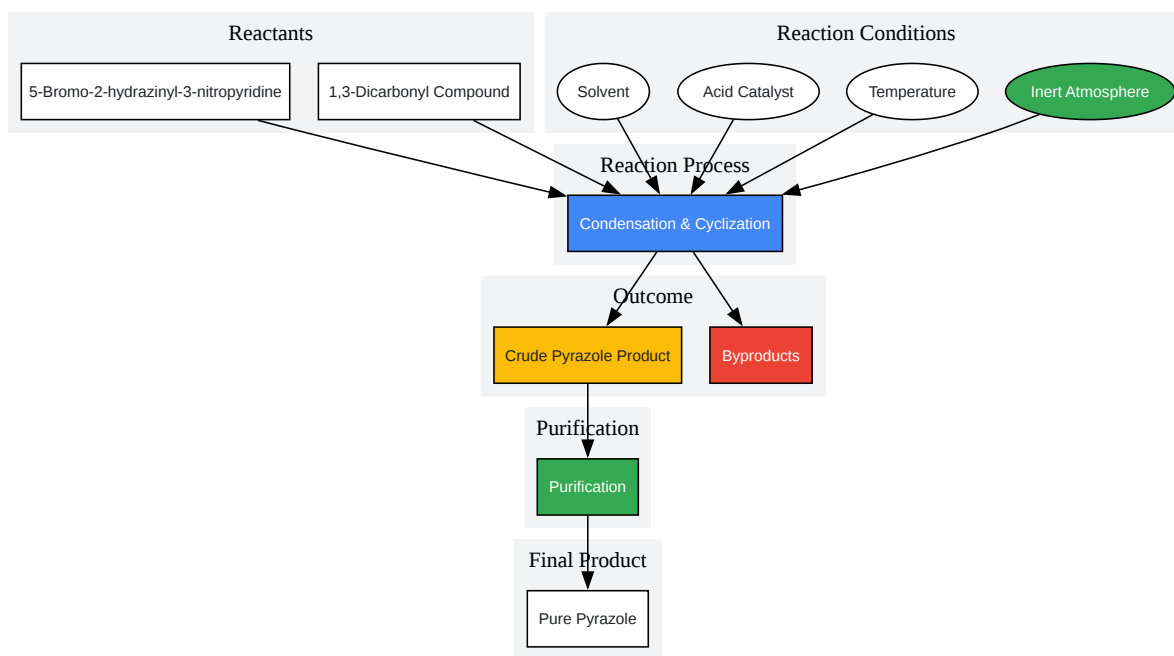 Reactants
Reaction Conditions
5-Bromo-2-hydrazinyl-3-nitropyridine
1,3-Dicarbonyl Compound
Solvent
Acid Catalyst
Temperature
Inert Atmosphere
Reaction Process
Condensation & Cyclization
Outcome
Crude Pyrazole Product
Byproducts
Purification
Purification
Final Product
Pure Pyrazole